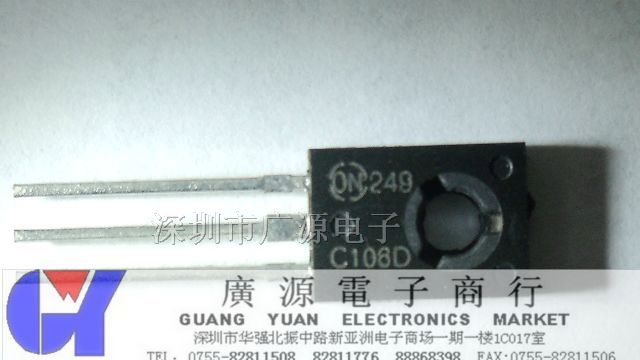 ON 249
深圳市广源电子
C106D
GY
廣源電子商行
GUANG YUAN ELECTRONICS MARKET
深圳市华强北振中路新亚洲电子商场一期一楼1C017室
TEL: 0755-82811508 82811776 88868398 FAX:0755-82811506